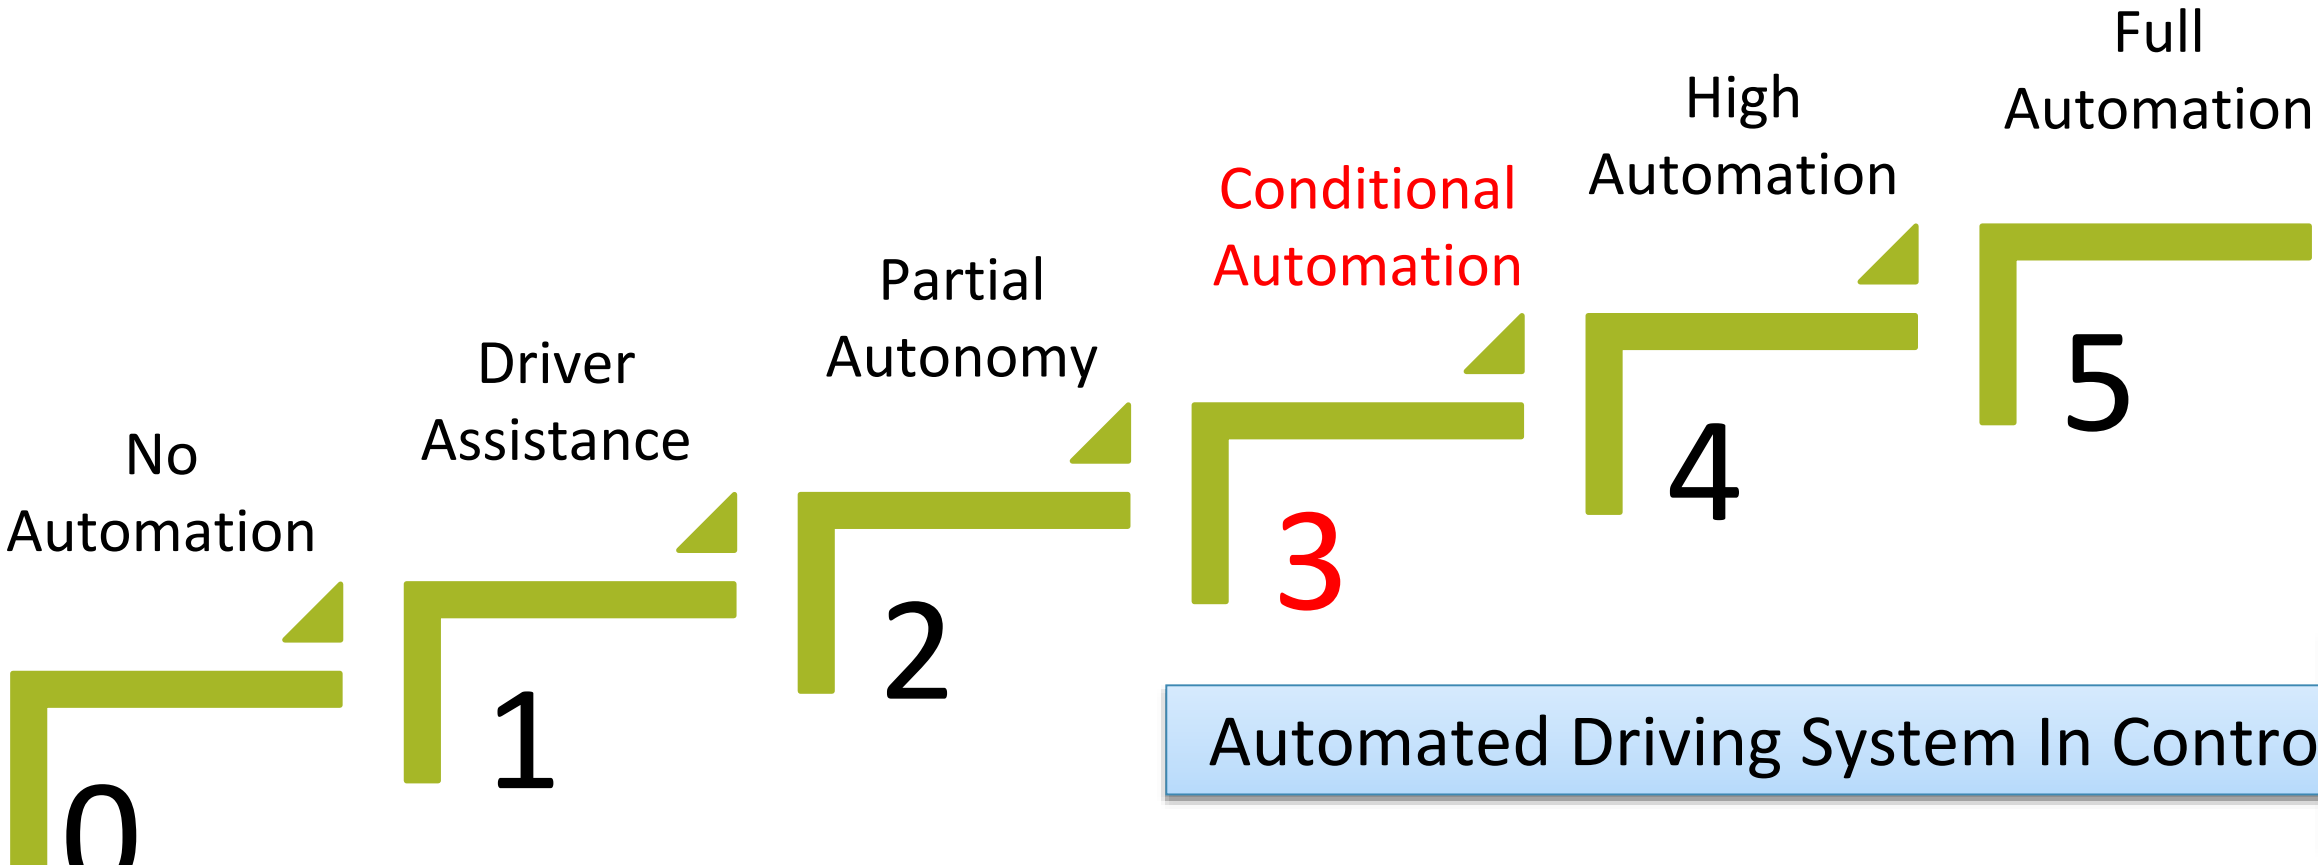 No
Automation
0
Driver
Assistance
1
Partial
Autonomy
2
Conditional
Automation
3
High
Automation
4
Full
Automation
5
Automated Driving System In Contro